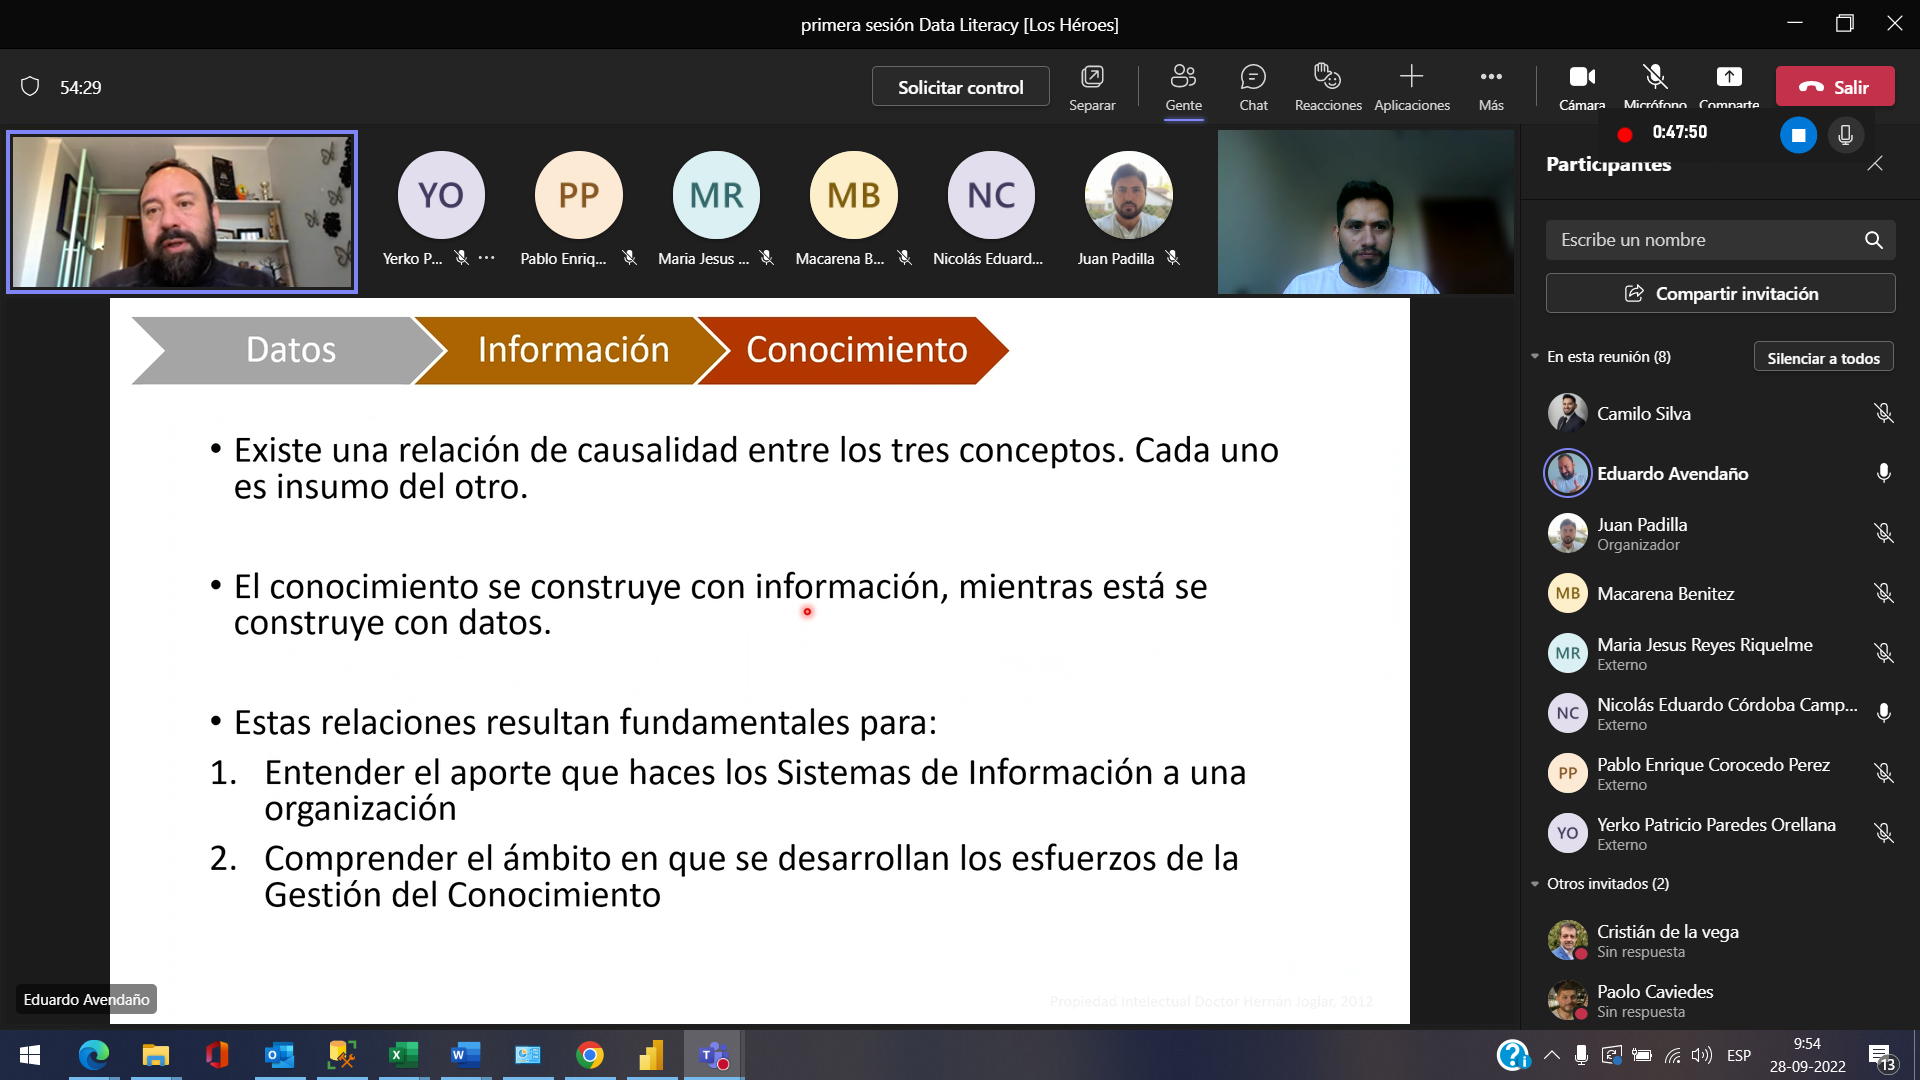 primera sesión Data Literacy [Los Héroes]
54:29
Solicitar control
Separar
Gente
Chat
Reacciones
Aplicaciones
Más
Cámara
Micrófono
Comparte
Salir
0:47:50
YO
PP
MR
MB
NC
Yerko P...
Pablo Enriq...
Maria Jesus ...
Macarena B...
Nicolás Eduard...
Juan Padilla
Datos
Información
Conocimiento
• Existe una relación de causalidad entre los tres conceptos. Cada uno
es insumo del otro.
• El conocimiento se construye con información, mientras está se
construye con datos.
• Estas relaciones resultan fundamentales para:
1. Entender el aporte que haces los Sistemas de Información a una
organización
2. Comprender el ámbito en que se desarrollan los esfuerzos de la
Gestión del Conocimiento
Propiedad Intelectual Doctor Hernán Joglar, 2012
Eduardo Avendaño
Participantes
Escribe un nombre
Compartir invitación
En esta reunión (8)
Silenciar a todos
Camilo Silva
Eduardo Avendaño
Juan Padilla
Organizador
MB
Macarena Benitez
MR
Maria Jesus Reyes Riquelme
Externo
NC
Nicolás Eduardo Córdoba Camp...
Externo
PP
Pablo Enrique Corocedo Perez
Externo
YO
Yerko Patricio Paredes Orellana
Externo
Otros invitados (2)
Cristián de la vega
Sin respuesta
Paolo Caviedes
Sin respuesta
ESP
9:54
28-09-2022
13